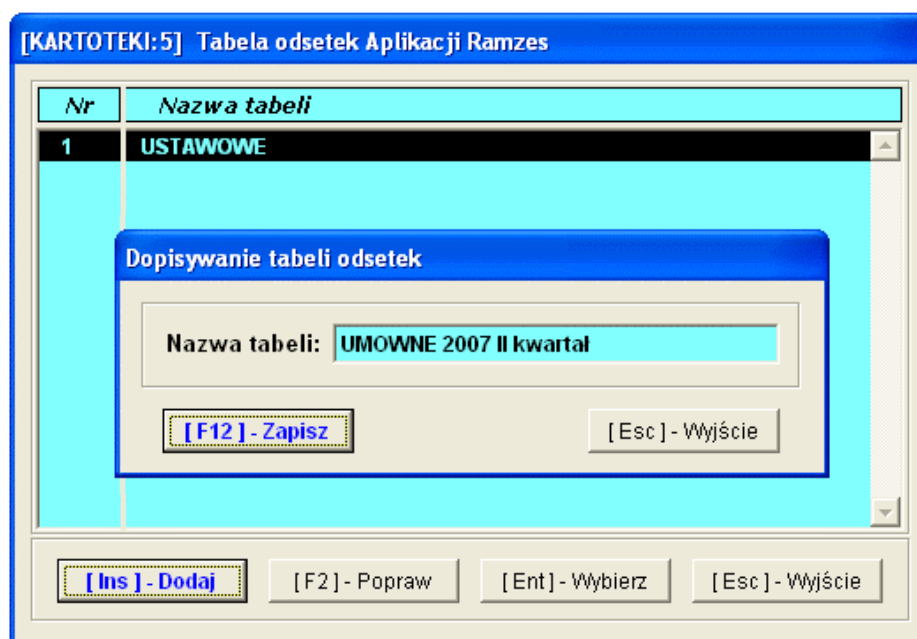 [KARTOTEKI:5] Tabela odsetek Aplikacji Ramzes
Nr Nazwa tabeli
1 USTAWOWE
Dopisywanie tabeli odsetek
Nazwa tabeli: UMOWNE 2007 II kwartał
[ F12 ] - Zapisz [ Esc ] - Wyjście
[ Ins ] - Dodaj [ F2 ] - Popraw [ Ent ] - Wybierz [ Esc ] - Wyjście